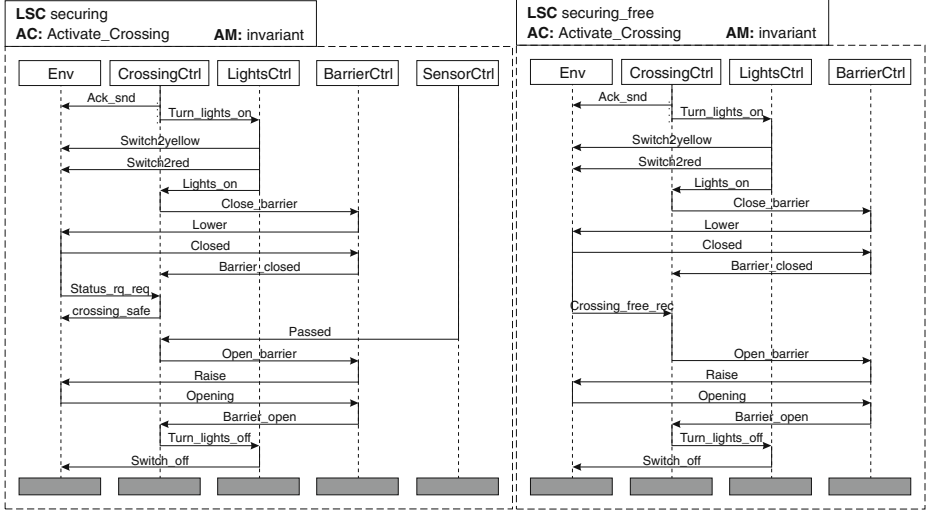 LSC securing
AC: Activate_Crossing AM: invariant
Env CrossingCtrl LightsCtrl BarrierCtrl SensorCtrl
Ack_snd
Turn_lights_on
Switch2yellow
Switch2red
Lights_on
Close_barrier
Lower
Closed
Barrier_closed
Status_rq_req
crossing_safe
Passed
Open_barrier
Raise
Opening
Barrier_open
Turn_lights_off
Switch_off
LSC securing_free
AC: Activate_Crossing AM: invariant
Env CrossingCtrl LightsCtrl BarrierCtrl
Ack_snd
Turn_lights_on
Switch2yellow
Switch2red
Lights_on
Close_barrier
Lower
Closed
Barrier_closed
Crossing_free_rec
Open_barrier
Raise
Opening
Barrier_open
Turn_lights_off
Switch_off